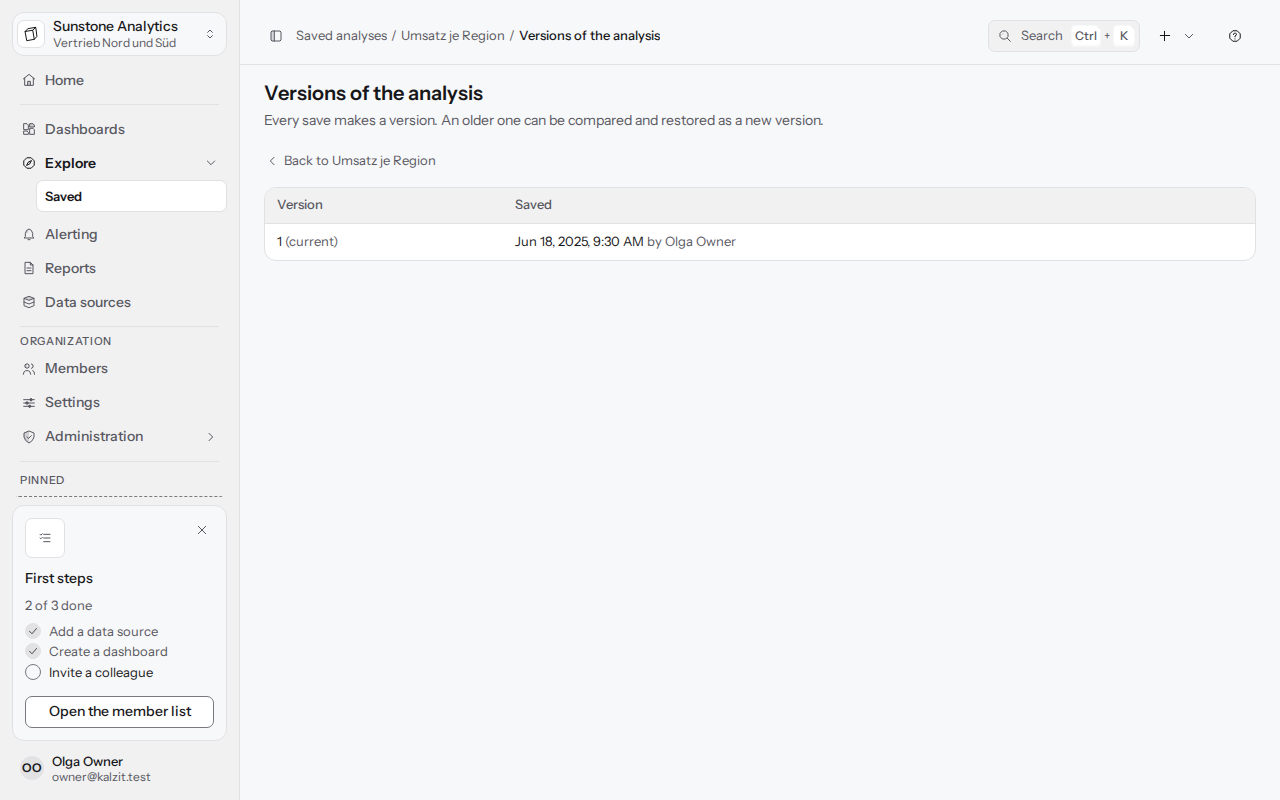 Sunstone Analytics
Vertrieb Nord und Süd
Home
Dashboards
Explore
Saved
Alerting
Reports
Data sources
ORGANIZATION
Members
Settings
Administration
PINNED
First steps
2 of 3 done
Add a data source
Create a dashboard
Invite a colleague
Open the member list
OO
Olga Owner
owner@kalzit.test
Saved analyses / Umsatz je Region / Versions of the analysis
Search Ctrl + K
Versions of the analysis
Every save makes a version. An older one can be compared and restored as a new version.
Back to Umsatz je Region
Version Saved
1 (current) Jun 18, 2025, 9:30 AM by Olga Owner